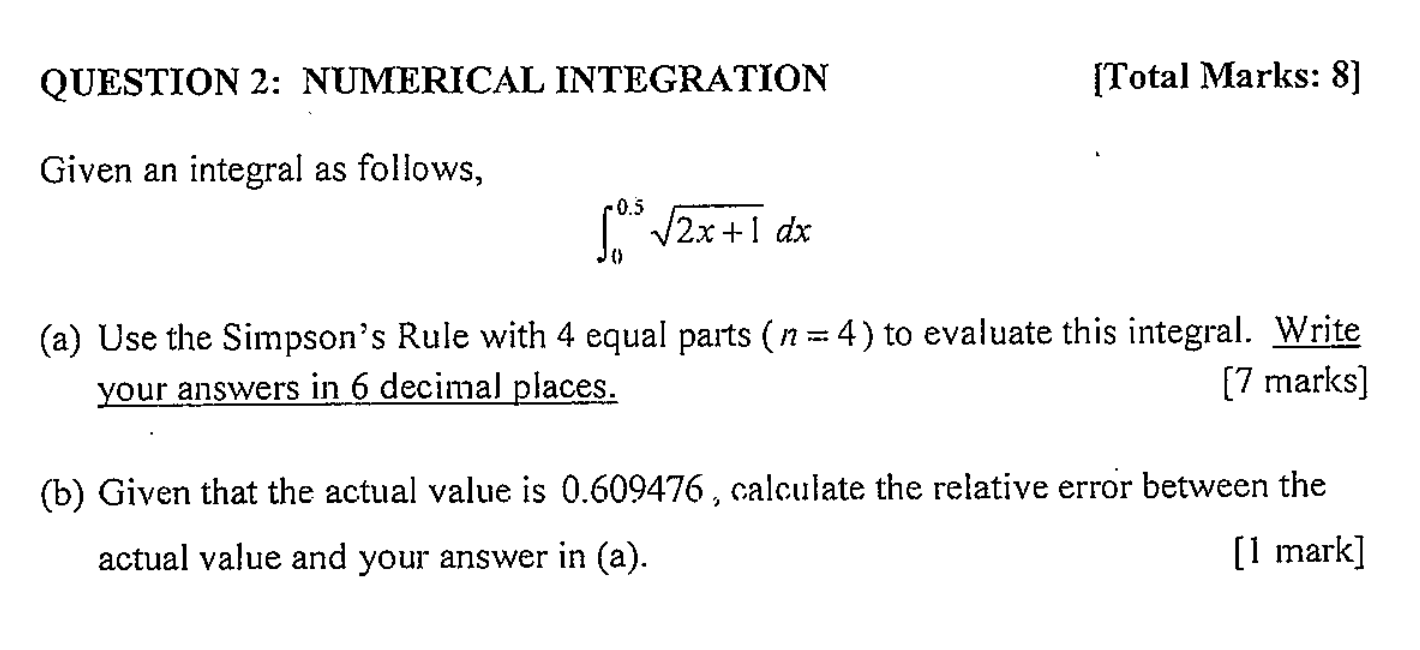 QUESTION 2: NUMERICAL INTEGRATION [Total Marks: 8]
Given an integral as follows,
∫₀^0.5 √(2x+1) dx
(a) Use the Simpson's Rule with 4 equal parts (n = 4) to evaluate this integral. Write
your answers in 6 decimal places. [7 marks]
(b) Given that the actual value is 0.609476, calculate the relative error between the
actual value and your answer in (a). [1 mark]